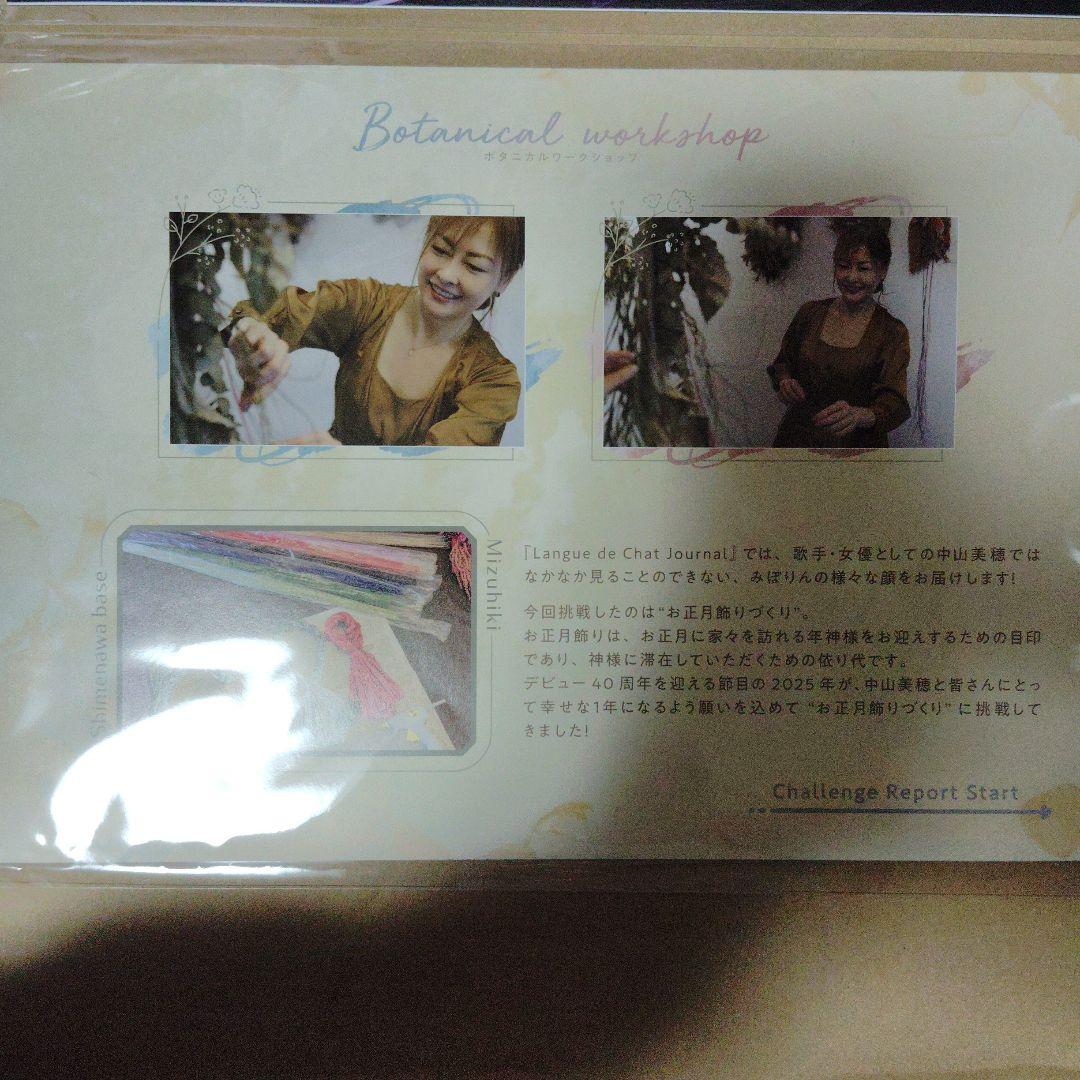 Botanical workshop
ボタニカルワークショップ
Shimenawa base
Mizuhiki
『Langue de Chat Journal』では、歌手・女優としての中山美穂では
なかなか見ることのできない、みぽりんの様々な顔をお届けします!
今回挑戦したのは“お正月飾りづくり”。
お正月飾りは、お正月に家々を訪れる年神様をお迎えするための目印
であり、神様に滞在していただくための依り代です。
デビュー40周年を迎える節目の2025年が、中山美穂と皆さんにとっ
て幸せな1年になるよう願いを込めて “お正月飾りづくり” に挑戦して
きました!
Challenge Report Start